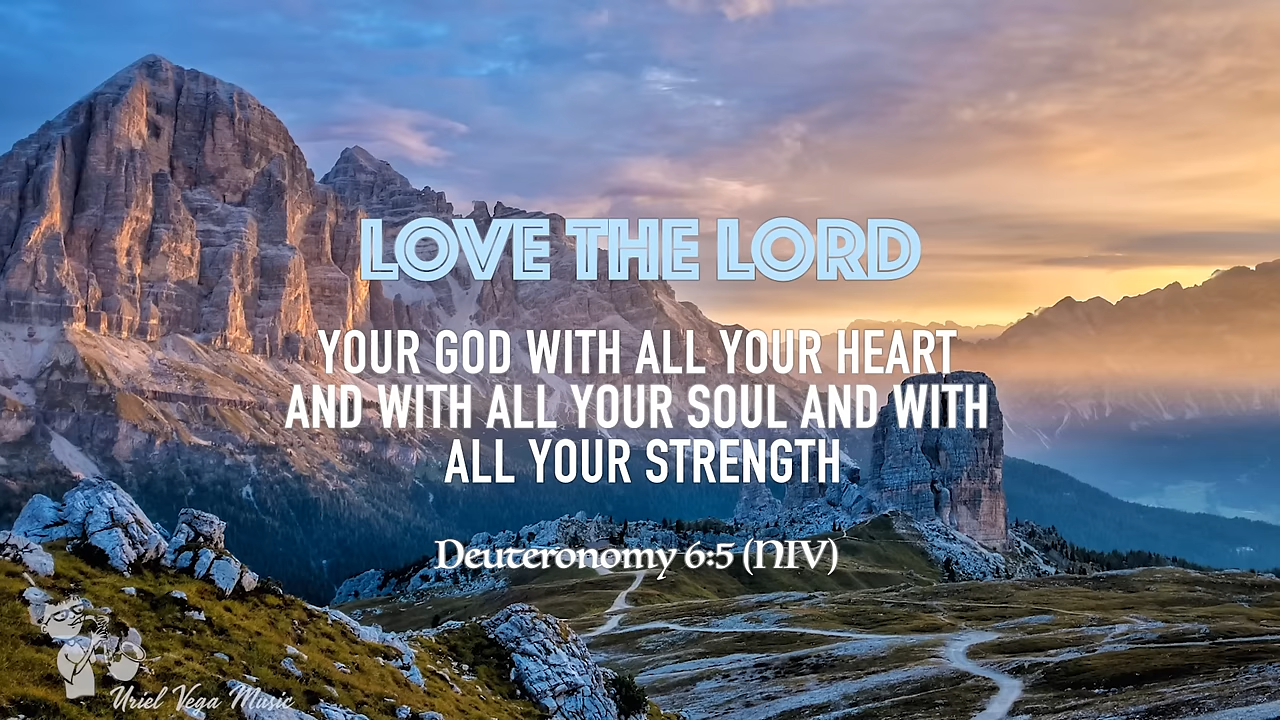 LOVE THE LORD
YOUR GOD WITH ALL YOUR HEART
AND WITH ALL YOUR SOUL AND WITH
ALL YOUR STRENGTH
Deuteronomy 6:5 (NIV)
Uriel Vega Music